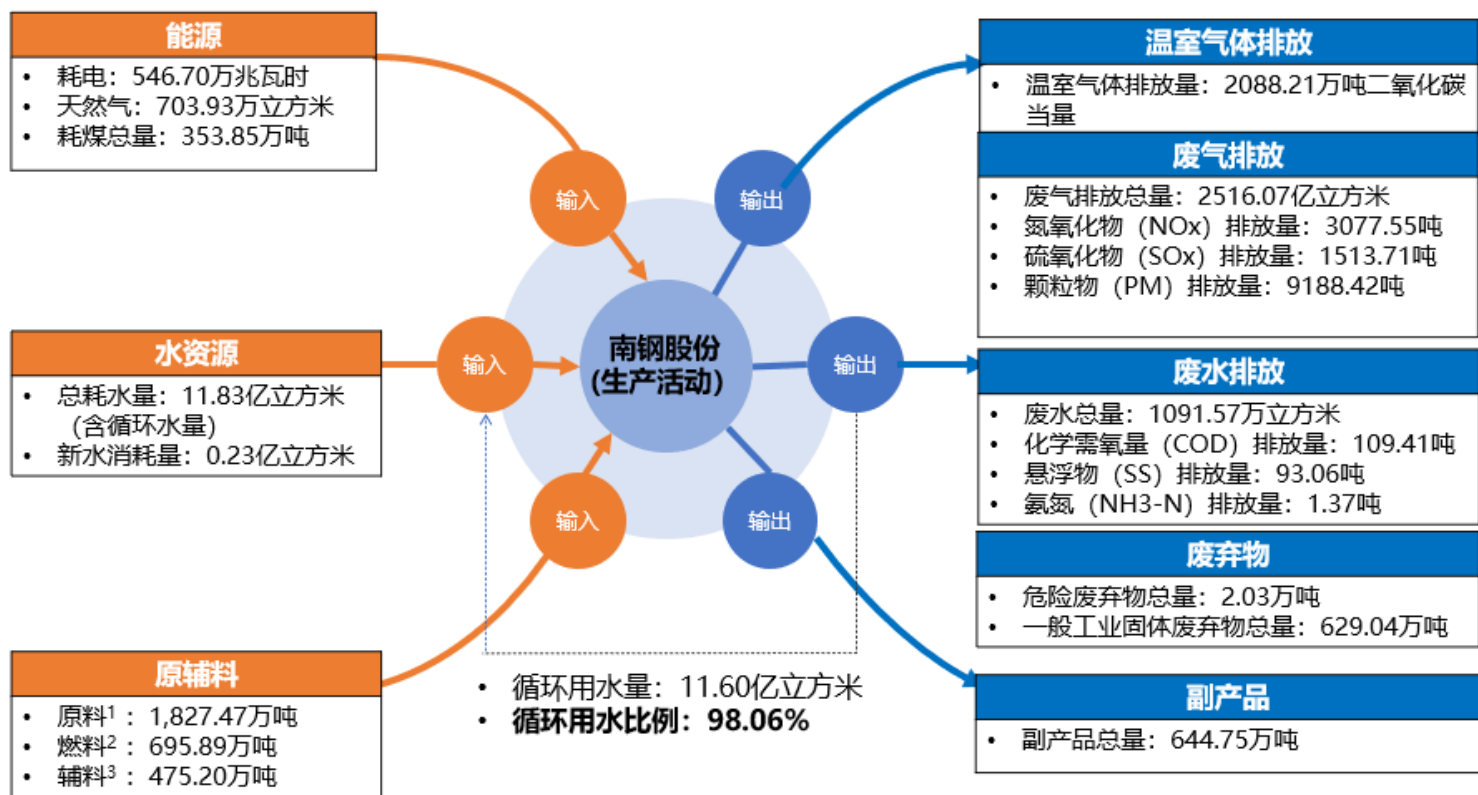 能源
• 耗电：546.70万兆瓦时
• 天然气：703.93万立方米
• 耗煤总量：353.85万吨
水资源
• 总耗水量：11.83亿立方米
(含循环水量)
• 新水消耗量：0.23亿立方米
原辅料
• 原料¹ ：1,827.47万吨
• 燃料² ：695.89万吨
• 辅料³ ：475.20万吨
输入
输入
输入
南钢股份
(生产活动)
输出
输出
输出
• 循环用水量：11.60亿立方米
• 循环用水比例：98.06%
温室气体排放
• 温室气体排放量：2088.21万吨二氧化碳
当量
废气排放
• 废气排放总量：2516.07亿立方米
• 氮氧化物（NOx）排放量：3077.55吨
• 硫氧化物（SOx）排放量：1513.71吨
• 颗粒物（PM）排放量：9188.42吨
废水排放
• 废水总量：1091.57万立方米
• 化学需氧量（COD）排放量：109.41吨
• 悬浮物（SS）排放量：93.06吨
• 氨氮（NH3-N）排放量：1.37吨
废弃物
• 危险废弃物总量：2.03万吨
• 一般工业固体废弃物总量：629.04万吨
副产品
• 副产品总量：644.75万吨